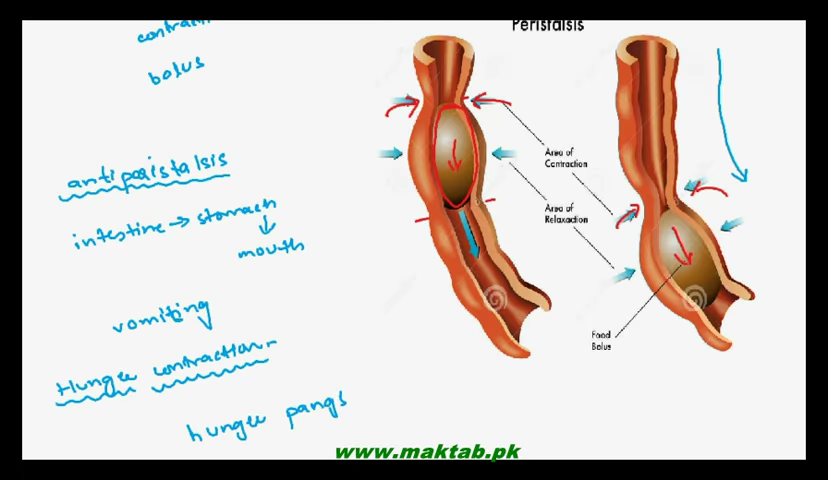 Peristalsis
bolus
antiperistalsis
intestine → stomach
↓
mouth
vomiting
Hunger contraction
hunger pangs
Area of
Contraction
Area of
Relaxaction
Food
Bolus
www.maktab.pk